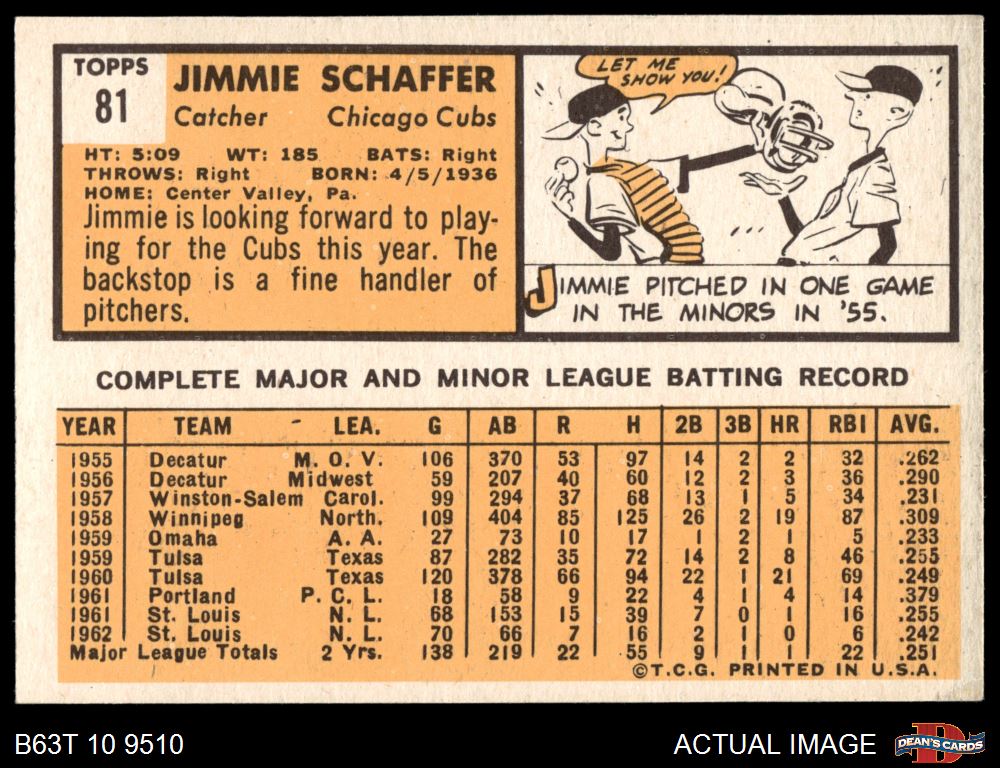 TOPPS
81
JIMMIE SCHAFFER
Catcher Chicago Cubs
HT: 5:09 WT: 185 BATS: Right
THROWS: Right BORN: 4/5/1936
HOME: Center Valley, Pa.
Jimmie is looking forward to play-
ing for the Cubs this year. The
backstop is a fine handler of
pitchers.
LET ME
SHOW YOU!
JIMMIE PITCHED IN ONE GAME
IN THE MINORS IN '55.
COMPLETE MAJOR AND MINOR LEAGUE BATTING RECORD
YEAR TEAM - LEA. G AB R H 2B 3B HR RBI AVG.
1955 Decatur M. O. V. 106 370 53 97 14 2 2 32 .262
1956 Decatur Midwest 59 207 40 60 12 2 3 36 .290
1957 Winston-Salem Carol. 99 294 37 68 13 1 5 34 .231
1958 Winnipeg North. 109 404 85 125 26 2 19 87 .309
1959 Omaha A. A. 27 73 10 17 1 2 1 5 .233
1959 Tulsa Texas 87 282 35 72 14 2 8 46 .255
1960 Tulsa Texas 120 378 66 94 22 1 21 69 .249
1961 Portland P. C. L. 18 58 9 22 4 1 4 14 .379
1961 St. Louis N. L. 68 153 15 39 7 0 1 16 .255
1962 St. Louis N. L. 70 66 7 16 2 1 0 6 .242
Major League Totals 2 Yrs. 138 219 22 55 9 1 1 22 .251
©T.C.G. PRINTED IN U.S.A.
B63T 10 9510
ACTUAL IMAGE
D
DEAN'S CARDS